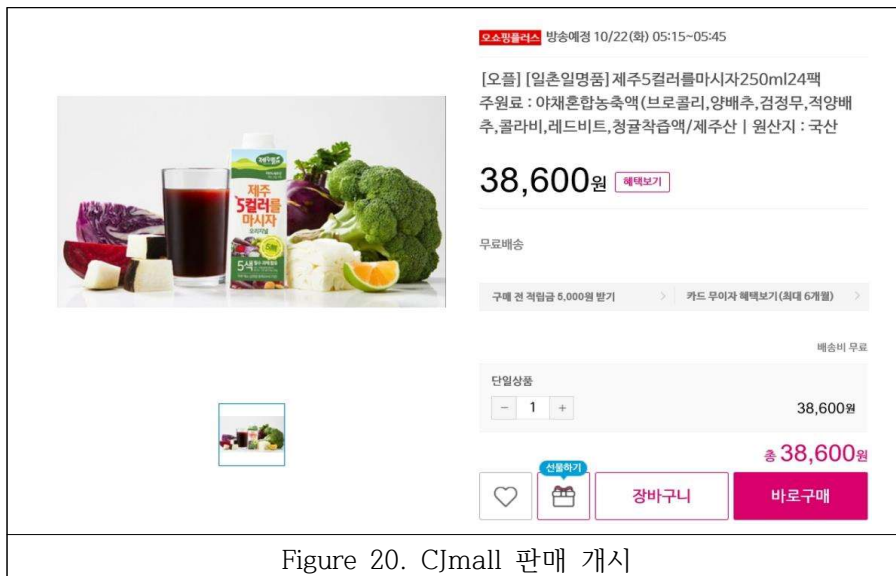 오쇼핑플러스 방송예정 10/22(화) 05:15~05:45
[오플] [일촌일명품]제주5컬러를마시자250ml24팩
주원료 : 야채혼합농축액(브로콜리,양배추,검정무,적양배
추,콜라비,레드비트,청귤착즙액/제주산 | 원산지 : 국산
38,600원 혜택보기
무료배송
구매 전 적립금 5,000원 받기
카드 무이자 혜택보기(최대 6개월)
배송비 무료
단일상품
- 1 +
38,600원
총 38,600원
선물하기
장바구니
바로구매
제주
5컬러를
마시자
오리지널
5색
Figure 20. CJmall 판매 개시